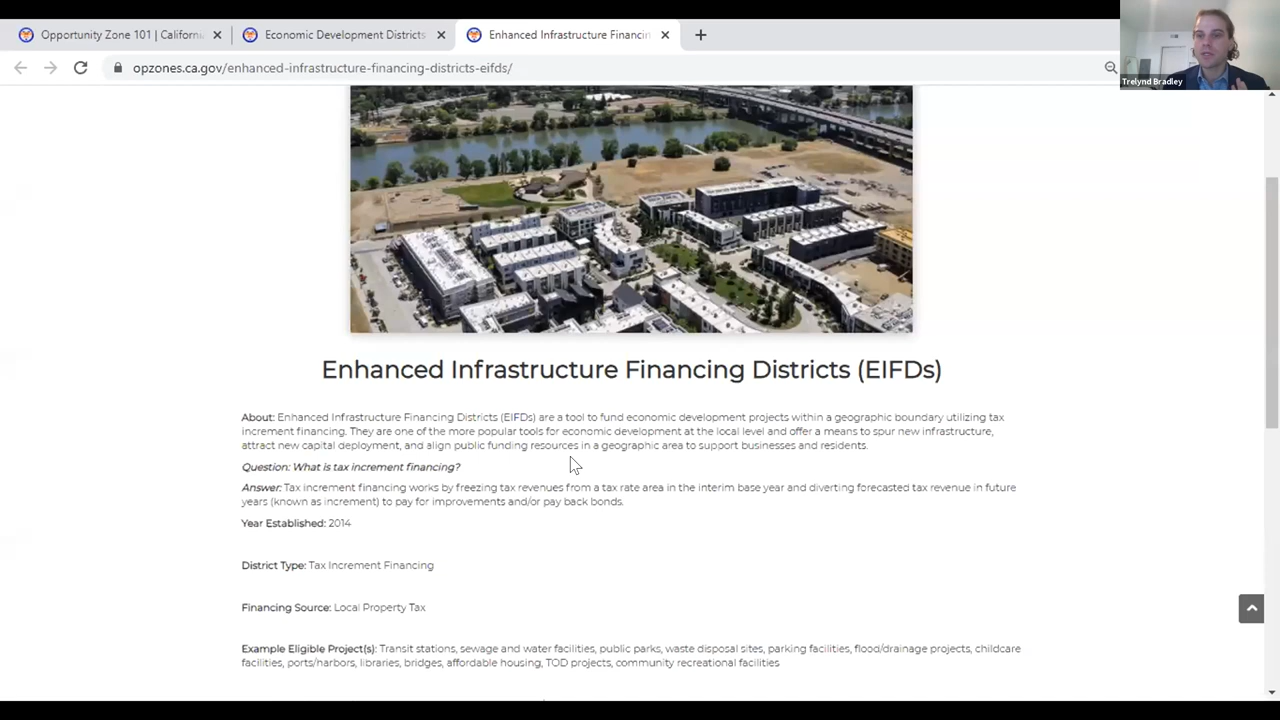 Opportunity Zone 101 | Californi
Economic Development Districts
Enhanced Infrastructure Financin
opzones.ca.gov/enhanced-infrastructure-financing-districts-eifds/
Trelynd Bradley
Enhanced Infrastructure Financing Districts (EIFDs)
About: Enhanced Infrastructure Financing Districts (EIFDs) are a tool to fund economic development projects within a geographic boundary utilizing tax
increment financing. They are one of the more popular tools for economic development at the local level and offer a means to spur new infrastructure,
attract new capital deployment, and align public funding resources in a geographic area to support businesses and residents.
Question: What is tax increment financing?
Answer: Tax increment financing works by freezing tax revenues from a tax rate area in the interim base year and diverting forecasted tax revenue in future
years (known as increment) to pay for improvements and/or pay back bonds.
Year Established: 2014
District Type: Tax Increment Financing
Financing Source: Local Property Tax
Example Eligible Project(s): Transit stations, sewage and water facilities, public parks, waste disposal sites, parking facilities, flood/drainage projects, childcare
facilities, ports/harbors, libraries, bridges, affordable housing, TOD projects, community recreational facilities